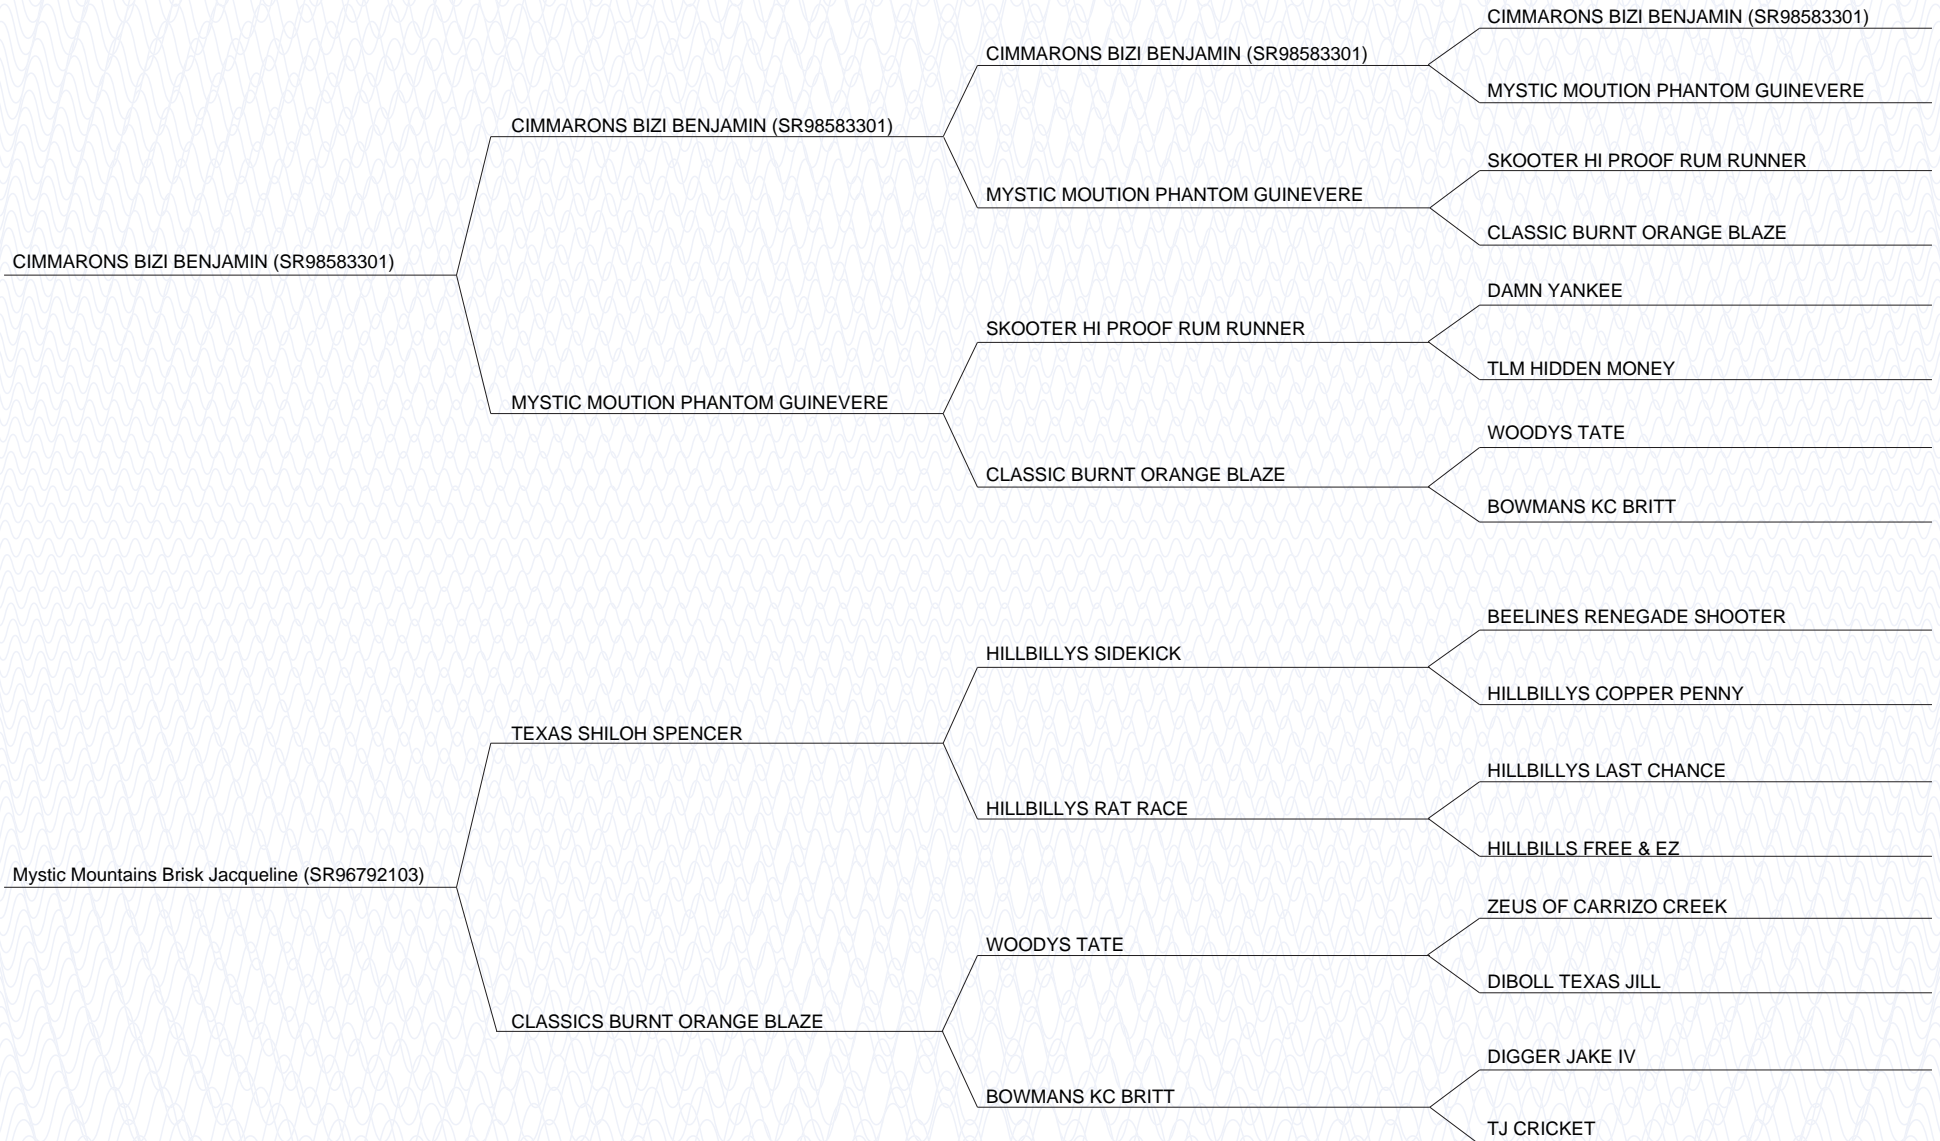 CIMMARONS BIZI BENJAMIN (SR98583301)
CIMMARONS BIZI BENJAMIN (SR98583301)
CIMMARONS BIZI BENJAMIN (SR98583301)
CIMMARONS BIZI BENJAMIN (SR98583301)
MYSTIC MOUTION PHANTOM GUINEVERE
MYSTIC MOUTION PHANTOM GUINEVERE
SKOOTER HI PROOF RUM RUNNER
CLASSIC BURNT ORANGE BLAZE
MYSTIC MOUTION PHANTOM GUINEVERE
SKOOTER HI PROOF RUM RUNNER
DAMN YANKEE
TLM HIDDEN MONEY
CLASSIC BURNT ORANGE BLAZE
WOODYS TATE
BOWMANS KC BRITT
Mystic Mountains Brisk Jacqueline (SR96792103)
TEXAS SHILOH SPENCER
HILLBILLYS SIDEKICK
BEELINES RENEGADE SHOOTER
HILLBILLYS COPPER PENNY
HILLBILLYS RAT RACE
HILLBILLYS LAST CHANCE
HILLBILLS FREE & EZ
CLASSICS BURNT ORANGE BLAZE
WOODYS TATE
ZEUS OF CARRIZO CREEK
DIBOLL TEXAS JILL
BOWMANS KC BRITT
DIGGER JAKE IV
TJ CRICKET